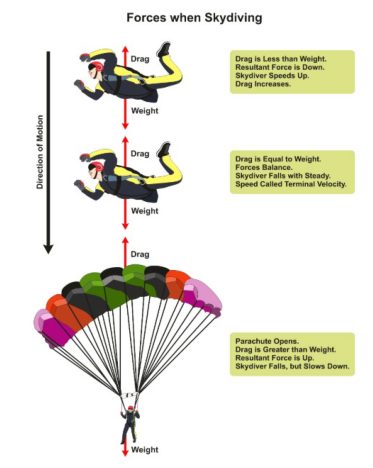 Forces when Skydiving
Drag
Drag is Less than Weight.
Resultant Force is Down.
Skydiver Speeds Up.
Drag Increases.
Weight
Direction of Motion
Drag
Drag is Equal to Weight.
Forces Balance.
Skydiver Falls with Steady.
Speed Called Terminal Velocity.
Weight
Drag
Parachute Opens.
Drag is Greater than Weight.
Resultant Force is Up.
Skydiver Falls, but Slows Down.
Weight